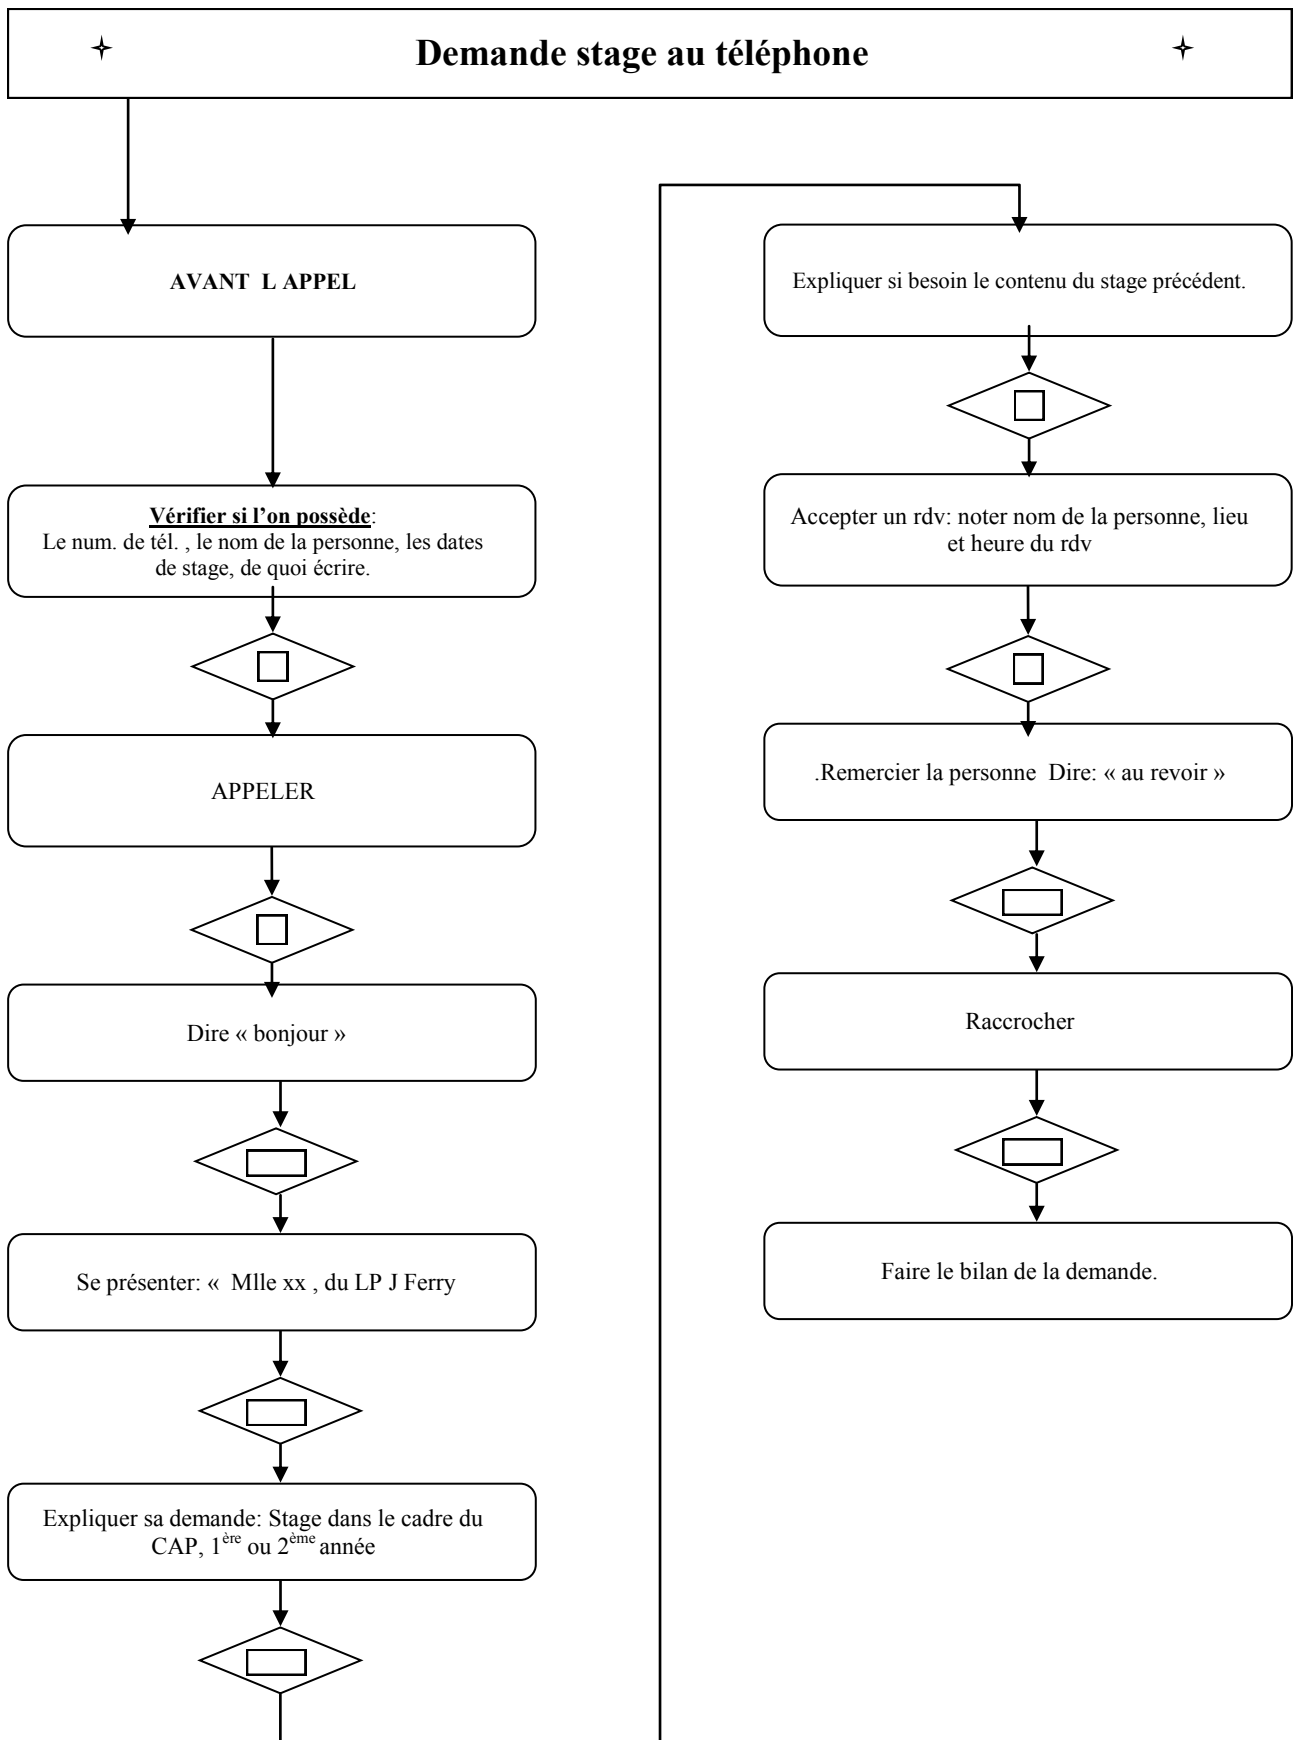 Demande stage au téléphone
AVANT L APPEL
Vérifier si l’on possède:
Le num. de tél. , le nom de la personne, les dates
de stage, de quoi écrire.
APPELER
Dire « bonjour »
Se présenter: « Mlle xx , du LP J Ferry
Expliquer sa demande: Stage dans le cadre du
CAP, 1ère ou 2ème année
Expliquer si besoin le contenu du stage précédent.
Accepter un rdv: noter nom de la personne, lieu
et heure du rdv
.Remercier la personne Dire: « au revoir »
Raccrocher
Faire le bilan de la demande.